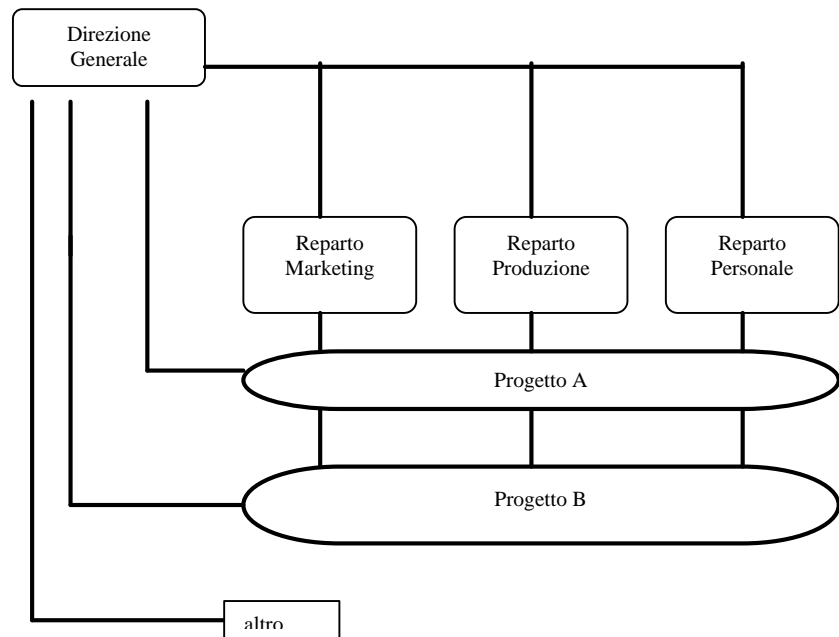 Direzione
Generale
Reparto
Marketing
Reparto
Produzione
Reparto
Personale
Progetto A
Progetto B
altro